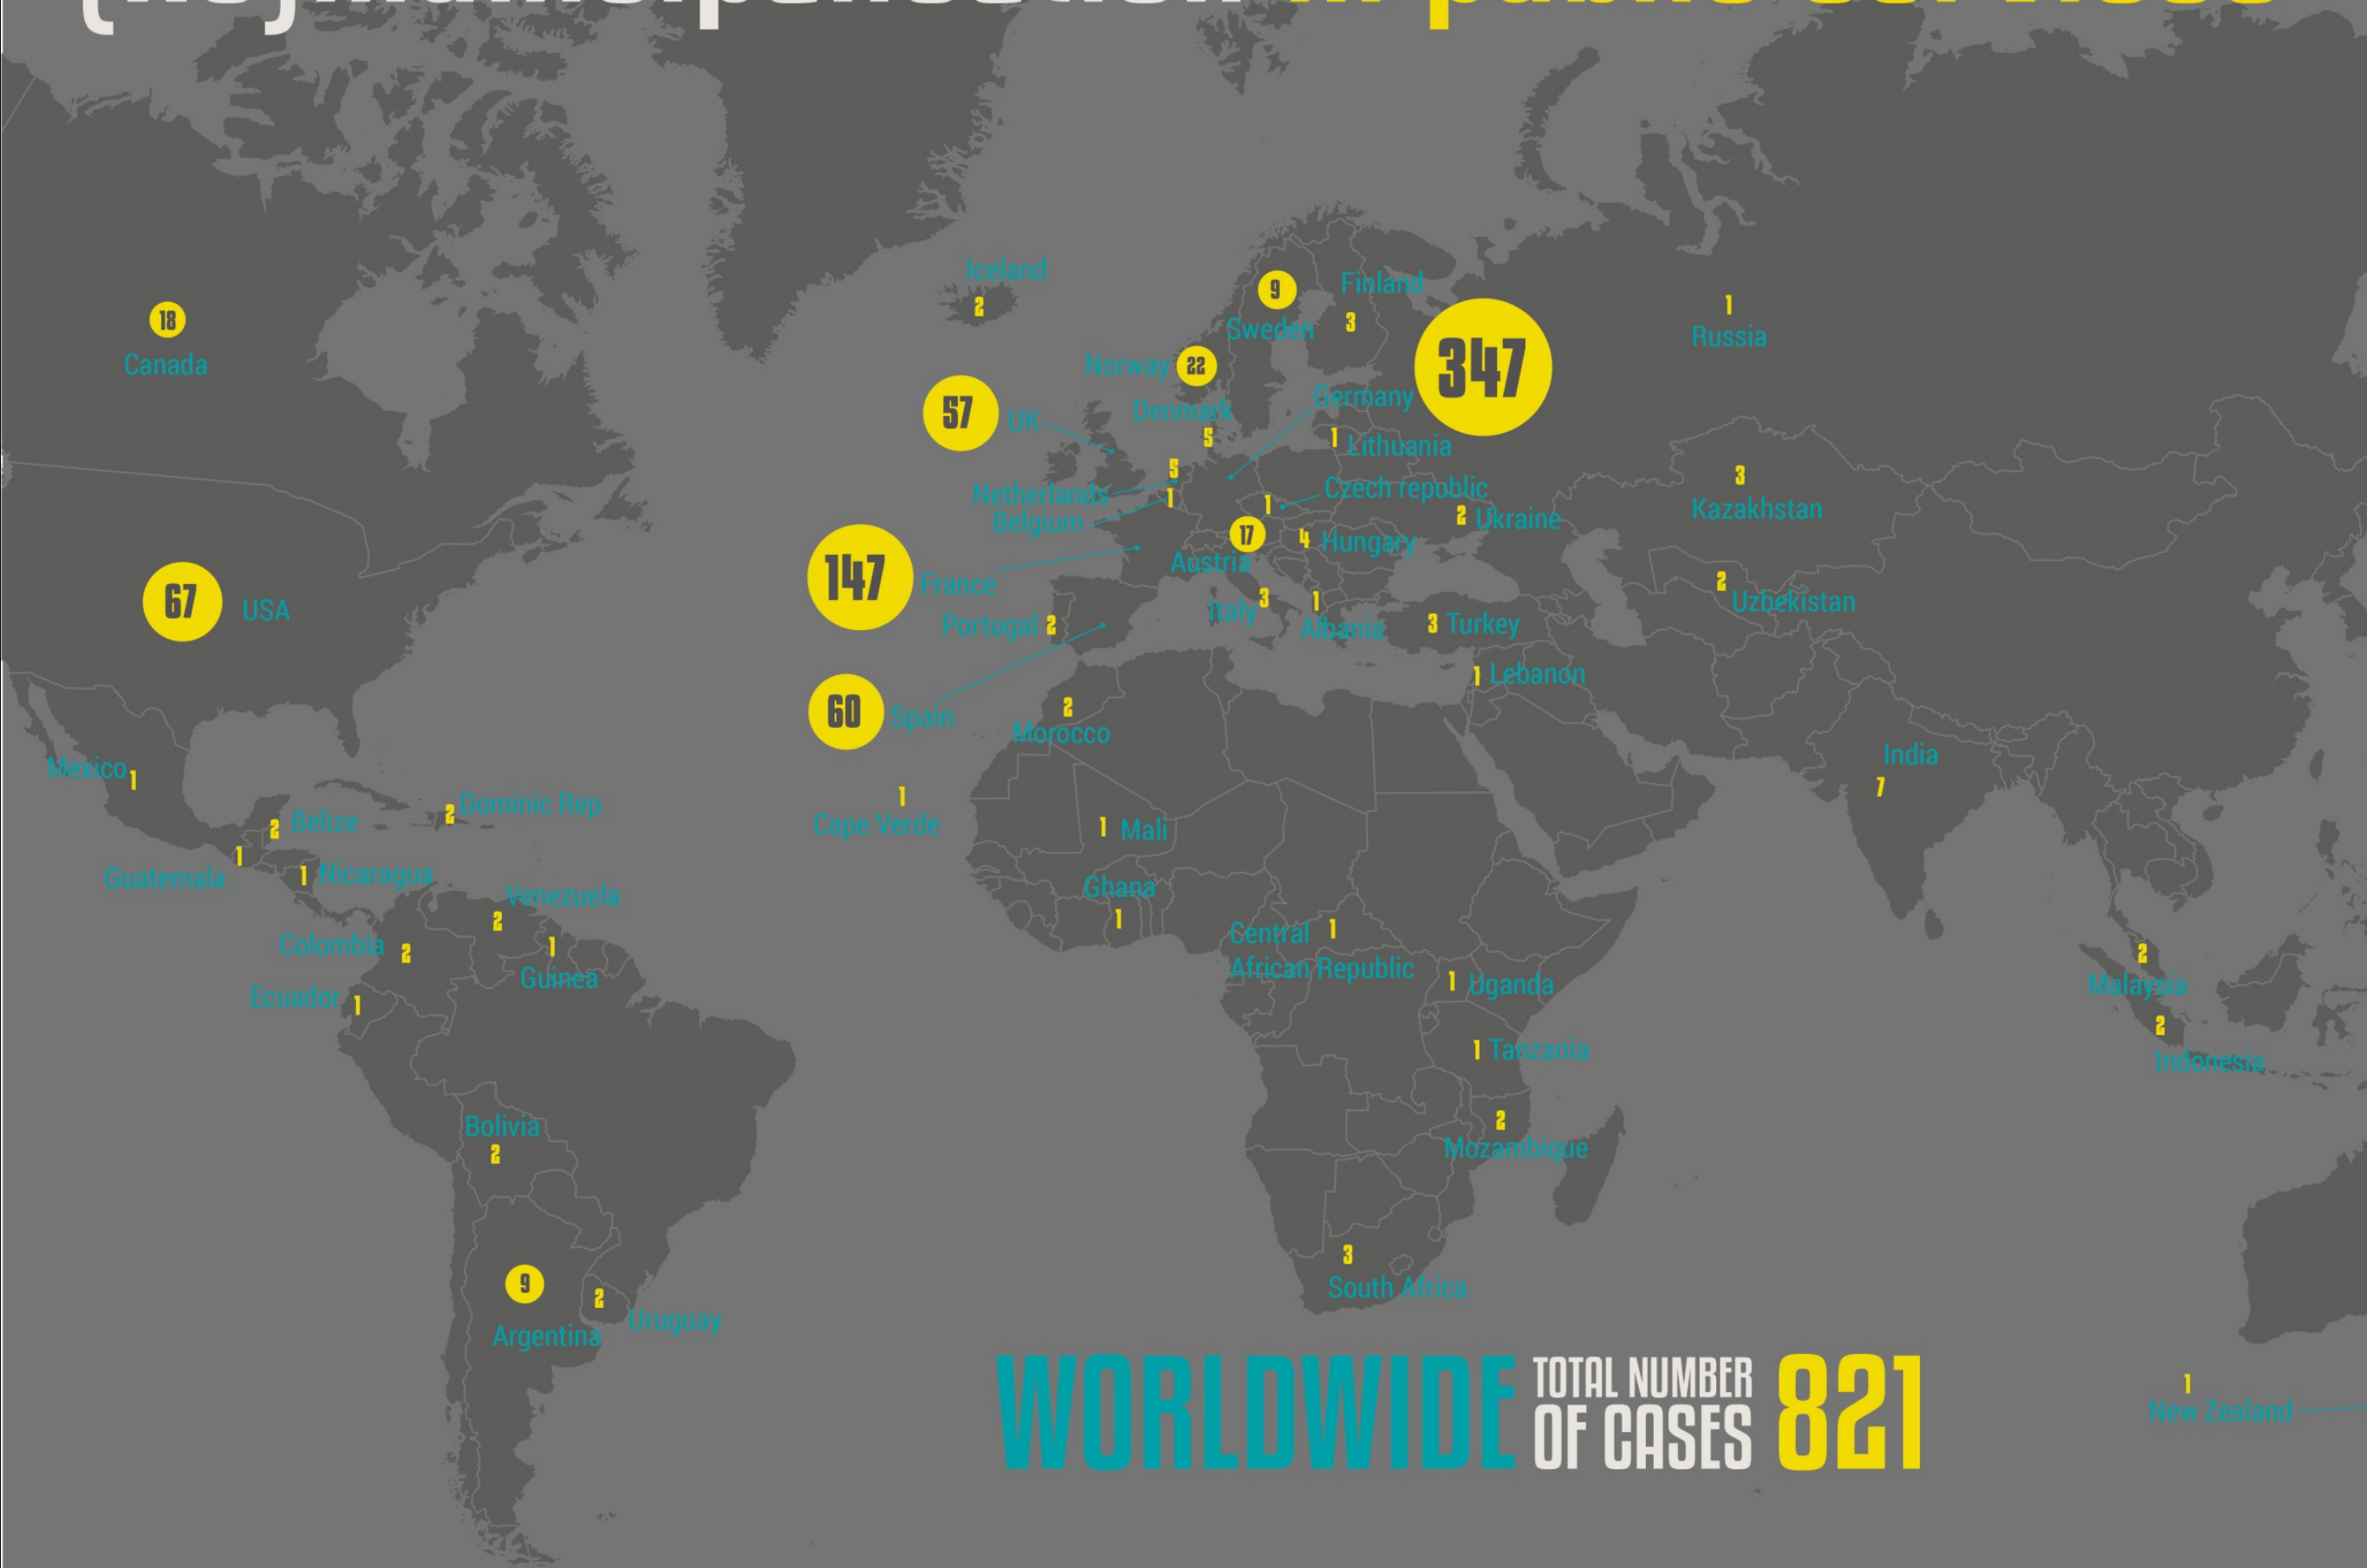 Iceland
2
9
Sweden
Finland
3
347
1
Russia
18
Canada
Norway 22
57 UK
Denmark
5
Germany
1 Lithuania
5
Netherlands
1
Belgium
Czech republic
1
3
Kazakhstan
2 Ukraine
17
Austria
4 Hungary
147 France
67 USA
2
Uzbekistan
Portugal 2
Italy 3
1
Albania
3 Turkey
1 Lebanon
60 Spain
2
Morocco
India
7
Mexico 1
1
Cape Verde
2 Dominic Rep
2 Belize
1 Mali
1
Guatemala
1 Nicaragua
Venezuela
2
Ghana
1
Colombia 2
1
Guinea
Central 1
African Republic
2
Malaysia
1 Uganda
Ecuador 1
2
Indonesia
1 Tanzania
Bolivia
2
2
Mozambique
3
South Africa
9
Argentina
2
Uruguay
WORLDWIDE TOTAL NUMBER
OF CASES 821
1
New Zealand